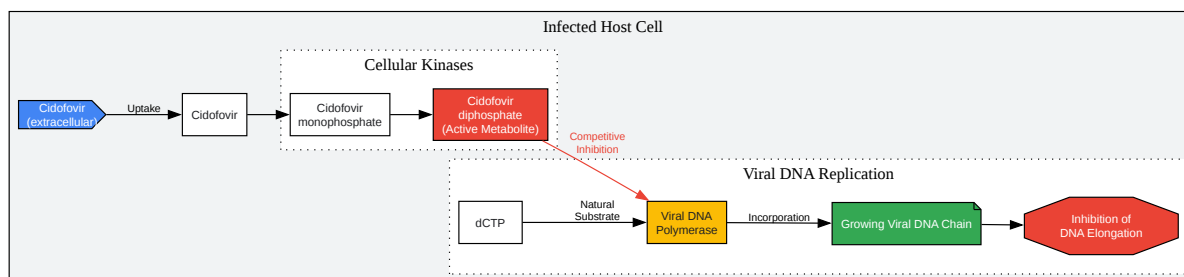 Infected Host Cell
Cellular Kinases
Cidofovir
(extracellular)
Uptake
Cidofovir
Cidofovir
monophosphate
Cidofovir
diphosphate
(Active Metabolite)
Competitive
Inhibition
Viral DNA Replication
dCTP
Natural
Substrate
Viral DNA
Polymerase
Incorporation
Growing Viral DNA Chain
Inhibition of
DNA Elongation